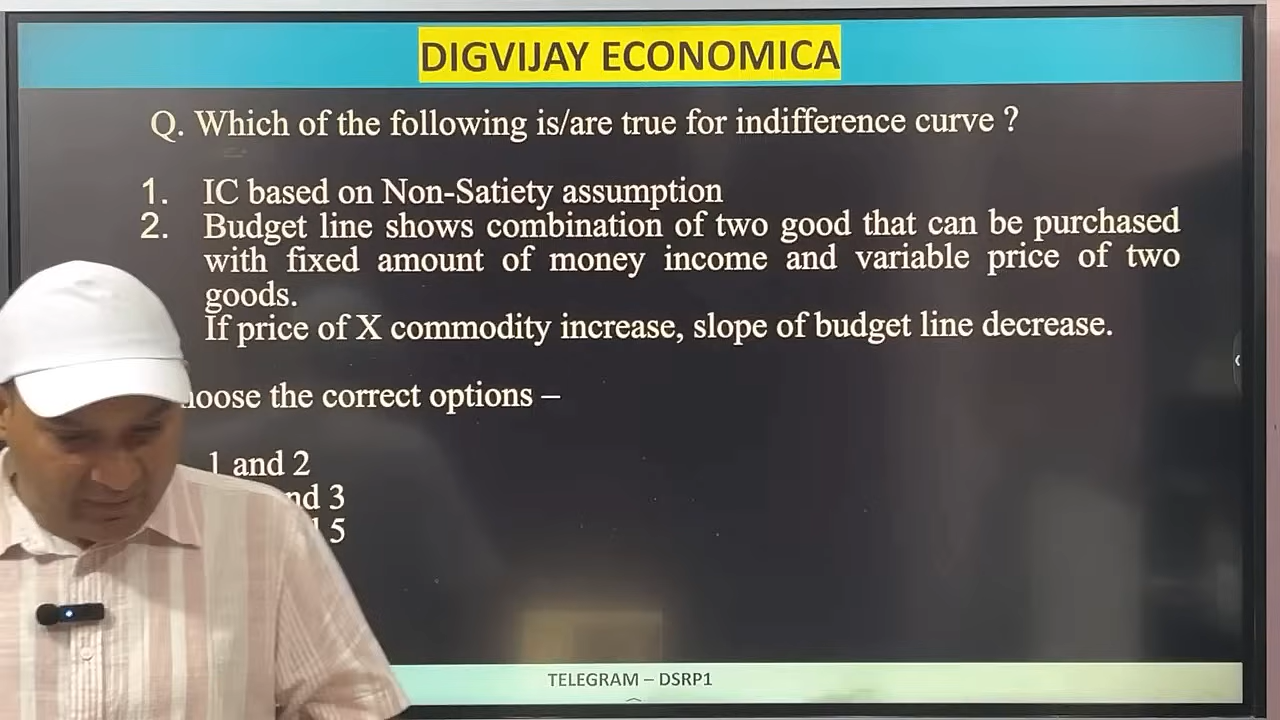 DIGVIJAY ECONOMICA
Q. Which of the following is/are true for indifference curve ?
1. IC based on Non-Satiety assumption
2. Budget line shows combination of two good that can be purchased
with fixed amount of money income and variable price of two
goods.
If price of X commodity increase, slope of budget line decrease.
the correct options –
1 and 2
3
5
TELEGRAM – DSRP1